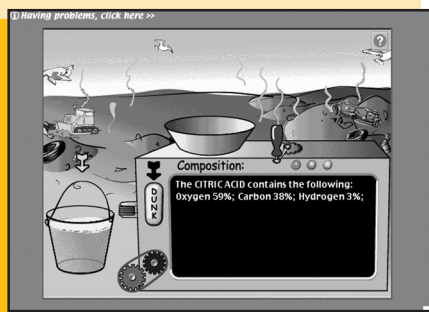 Having problems, click here >>
?
Composition:
The CITRIC ACID contains the following:
Oxygen 59%; Carbon 38%; Hydrogen 3%;
DUNK